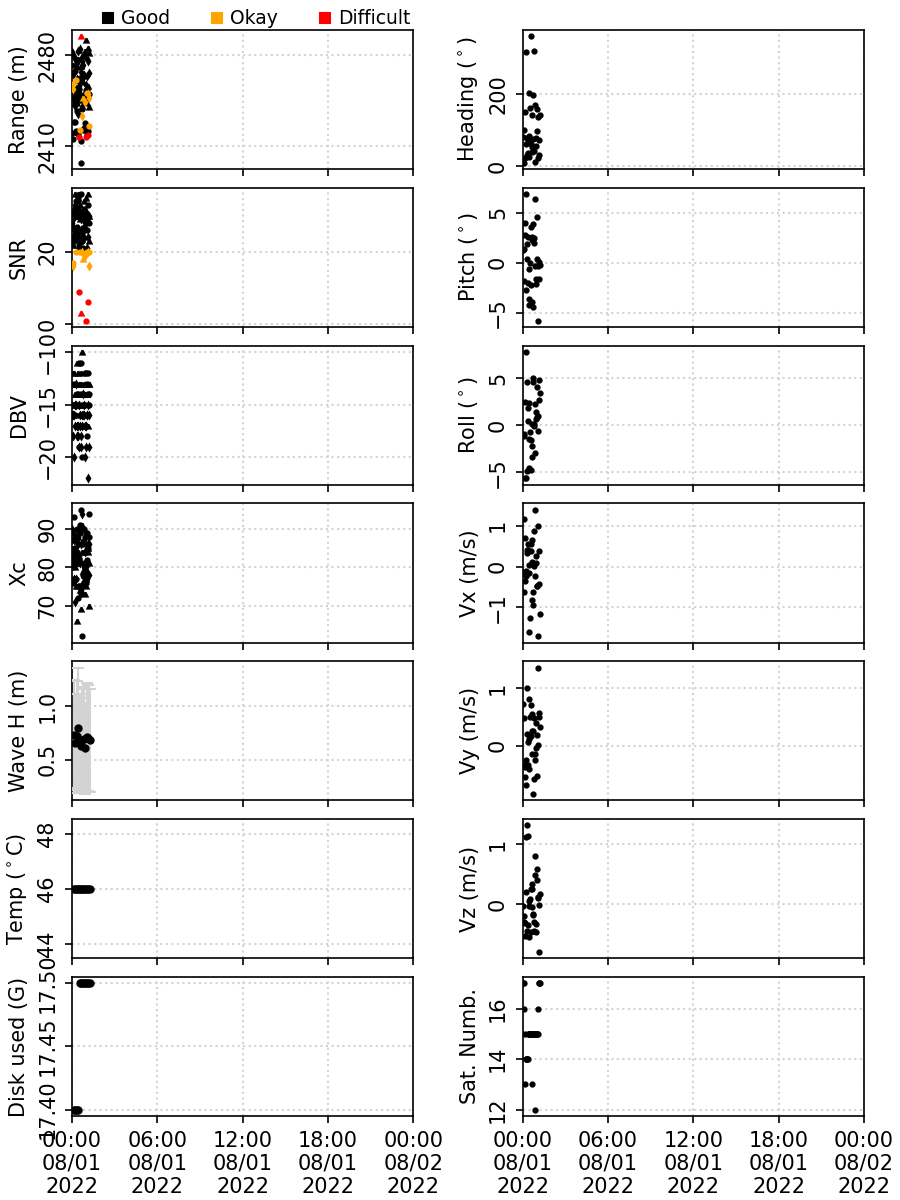 Good Okay Difficult
Range (m)
2480
2410
Heading (°)
200
0
SNR
20
0
Pitch (°)
5
0
−5
DBV
−10
−15
−20
Roll (°)
5
0
−5
Xc
90
80
70
Vx (m/s)
1
0
−1
Wave H (m)
1.0
0.5
Vy (m/s)
1
0
Temp (°C)
48
46
44
Vz (m/s)
1
0
Disk used (G)
17.50
17.45
17.40
Sat. Numb.
16
14
12
00:00 06:00 12:00 18:00 00:00
08/01 08/01 08/01 08/01 08/02
2022 2022 2022 2022 2022
00:00 06:00 12:00 18:00 00:00
08/01 08/01 08/01 08/01 08/02
2022 2022 2022 2022 2022